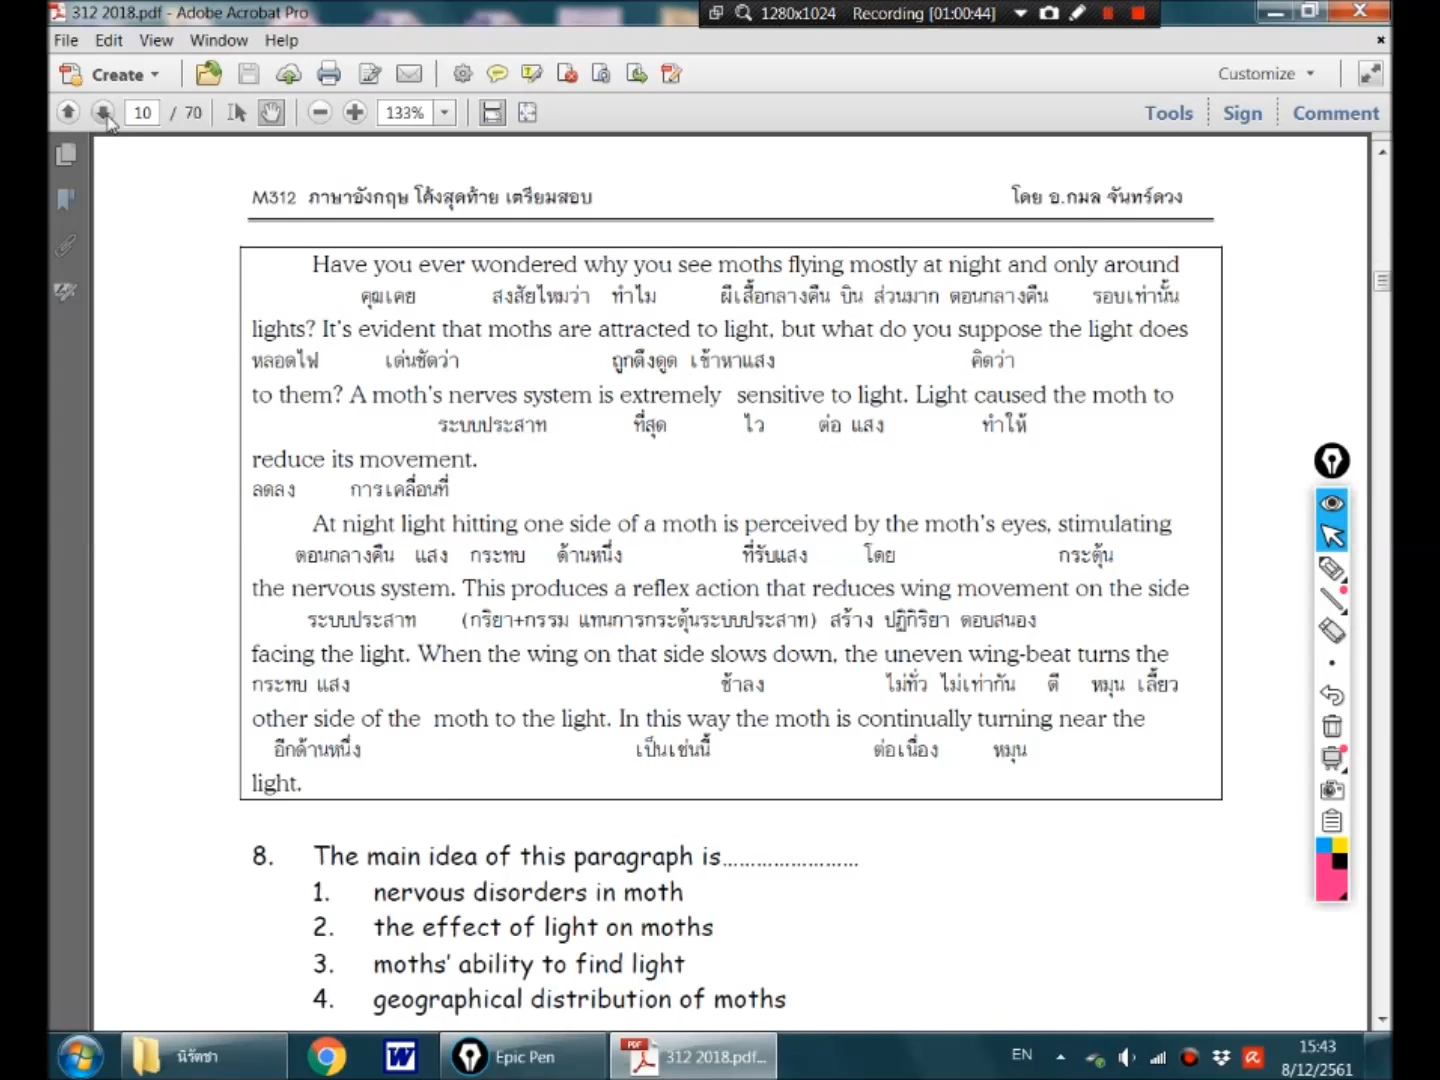 312 2018.pdf - Adobe Acrobat Pro
1280x1024 Recording [01:00:44]
File Edit View Window Help
Create Customize
10 / 70 133% Tools Sign Comment
M312 ภาษาอังกฤษ โค้งสุดท้าย เตรียมสอบ โดย อ.กมล จันทร์ดวง
Have you ever wondered why you see moths flying mostly at night and only around
คุณเคย สงสัยไหมว่า ทำไม ผีเสื้อกลางคืน บิน ส่วนมาก ตอนกลางคืน รอบเท่านั้น
lights? It's evident that moths are attracted to light, but what do you suppose the light does
หลอดไฟ เด่นชัดว่า ถูกดึงดูด เข้าหาแสง คิดว่า
to them? A moth's nerves system is extremely sensitive to light. Light caused the moth to
ระบบประสาท ที่สุด ไว ต่อ แสง ทำให้
reduce its movement.
ลดลง การเคลื่อนที่
At night light hitting one side of a moth is perceived by the moth's eyes, stimulating
ตอนกลางคืน แสง กระทบ ด้านหนึ่ง ที่รับแสง โดย กระตุ้น
the nervous system. This produces a reflex action that reduces wing movement on the side
ระบบประสาท (กริยา+กรรม แทนการกระตุ้นระบบประสาท) สร้าง ปฏิกิริยา ตอบสนอง
facing the light. When the wing on that side slows down, the uneven wing-beat turns the
กระทบ แสง ช้าลง ไม่ทั่ว ไม่เท่ากัน ตี หมุน เลี้ยว
other side of the moth to the light. In this way the moth is continually turning near the
อีกด้านหนึ่ง เป็นเช่นนี้ ต่อเนื่อง หมุน
light.
8. The main idea of this paragraph is........................
1. nervous disorders in moth
2. the effect of light on moths
3. moths' ability to find light
4. geographical distribution of moths
นิรัตชา Epic Pen 312 2018.pdf... EN 15:43
8/12/2561